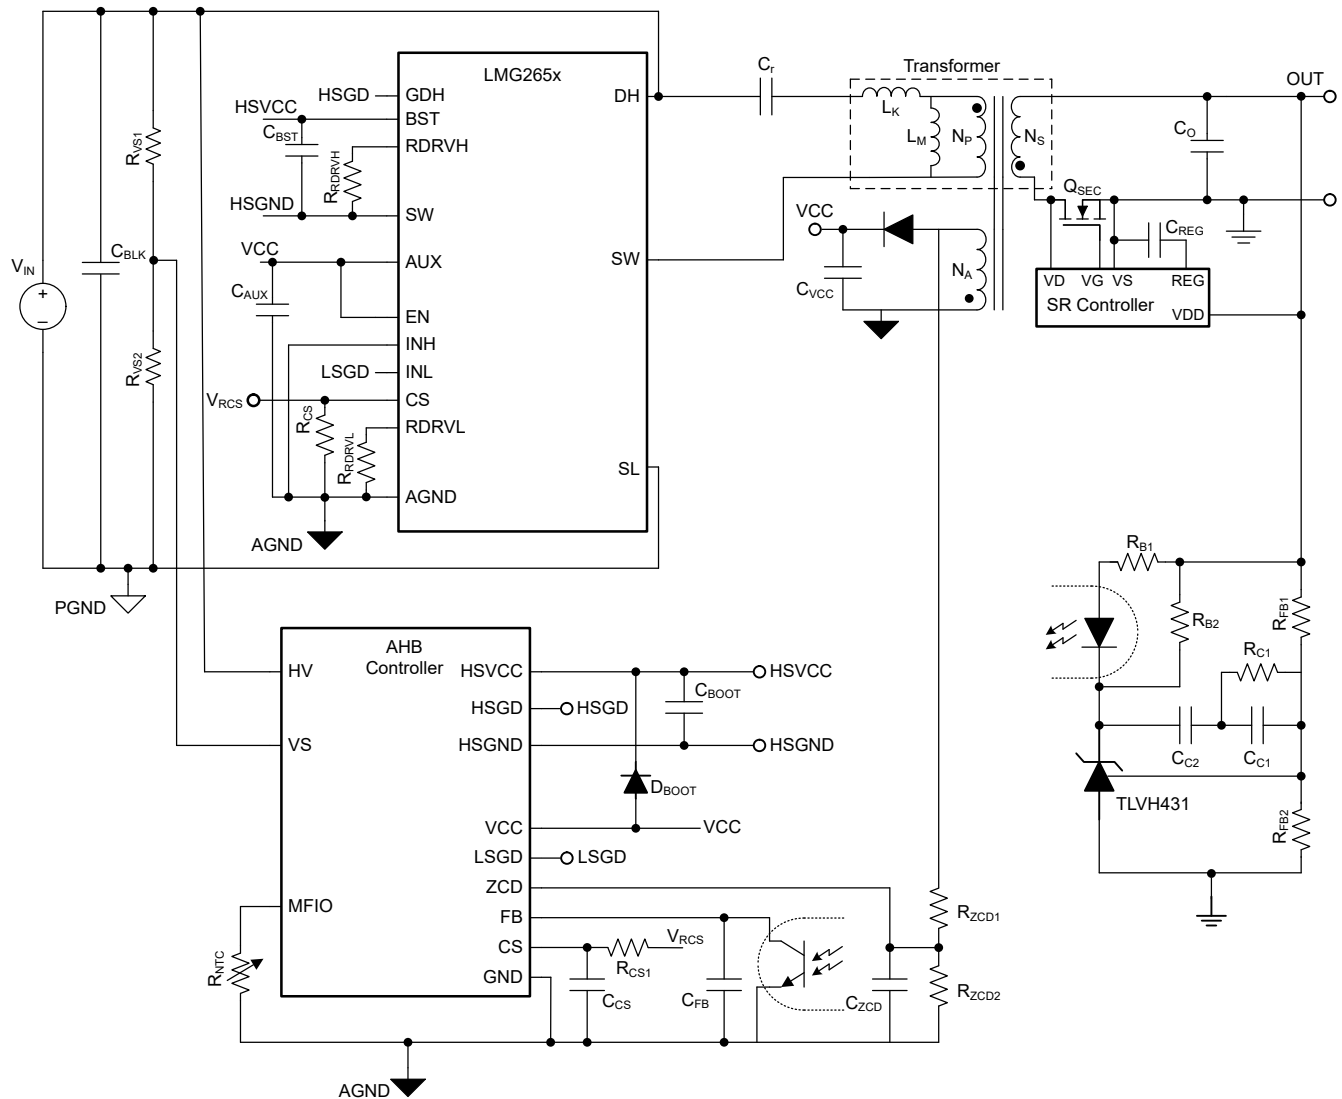 LMG265x
HSGD
GDH
HSVCC
BST
CBST
RDRVH
RRDRVH
HSGND
SW
VCC
AUX
CAUX
EN
INH
LSGD
INL
VRCS
CS
RCS
RDRVL
RRDRVL
AGND
AGND
DH
SW
SL
RVS1
CBLK
VIN
+
–
RVS2
PGND
Cr
Transformer
LK
LM
NP
NS
OUT
CO
QSEC
CREG
VCC
CVCC
NA
VD
VG
VS
REG
SR Controller
VDD
RB1
RB2
RFB1
RC1
CC2
CC1
TLVH431
RFB2
AHB
Controller
HV
HSVCC
HSVCC
CBOOT
HSGD
HSGD
VS
HSGND
HSGND
DBOOT
VCC
VCC
LSGD
LSGD
ZCD
MFIO
FB
RZCD1
CS
VRCS
RCS1
RNTC
GND
CCS
CFB
CZCD
RZCD2
AGND